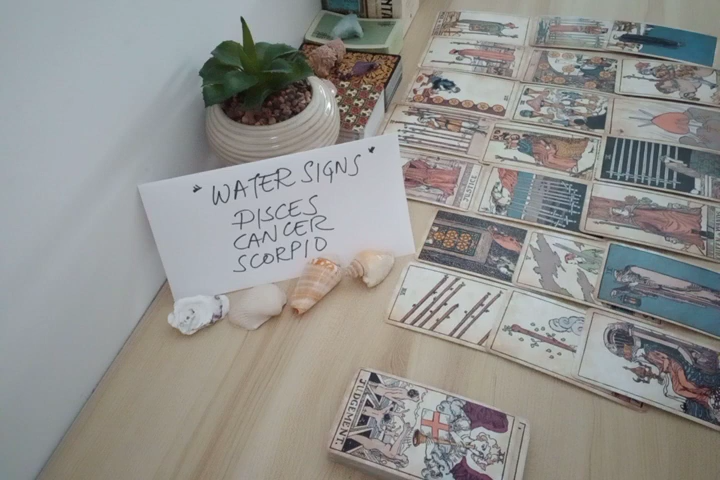 " WATER SIGNS "
PISCES
CANCER
SCORPIO
JUDGEMENT.